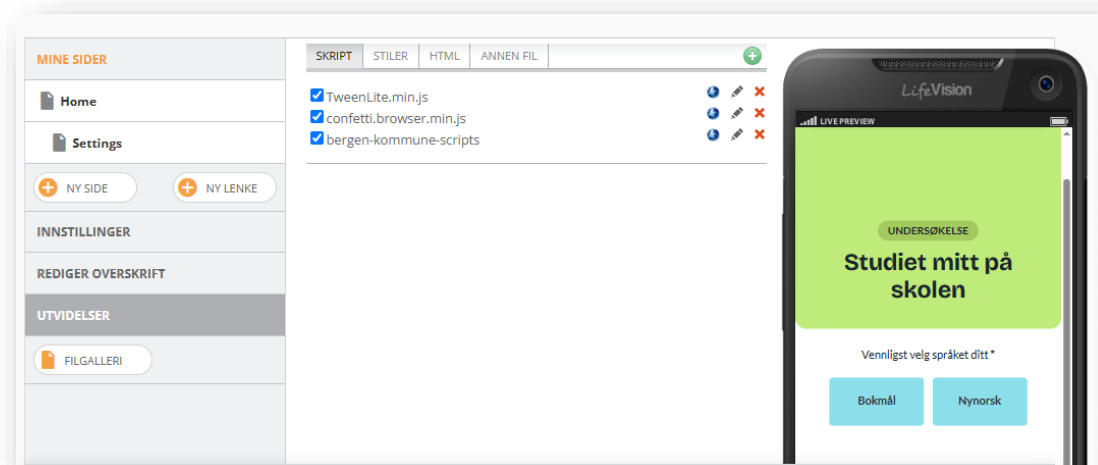 MINE SIDER
Home
Settings
NY SIDE
NY LENKE
INNSTILLINGER
REDIGER OVERSKRIFT
UTVIDELSER
FILGALLERI
SKRIPT STILER HTML ANNEN FIL
TweenLite.min.js
confetti.browser.min.js
bergen-kommune-scripts
LifeVision
LIVE PREVIEW
UNDERSØKELSE
Studiet mitt på
skolen
Vennligst velg språket ditt *
Bokmål Nynorsk